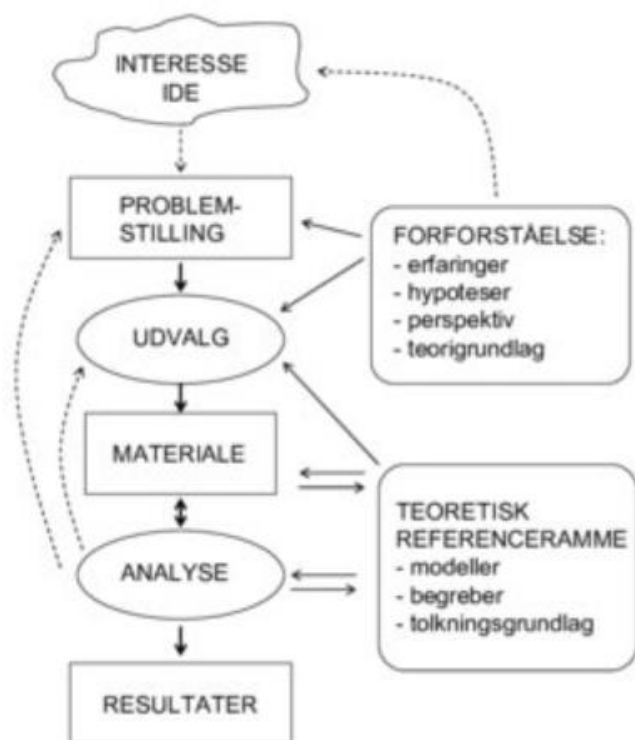 INTERESSE
IDE
PROBLEM-
STILLING
FORFORSTÅELSE:
- erfaringer
- hypoteser
- perspektiv
- teorigrundlag
UDVALG
MATERIALE
TEORETISK
REFERENCERAMME
- modeller
- begreber
- tolkningsgrundlag
ANALYSE
RESULTATER